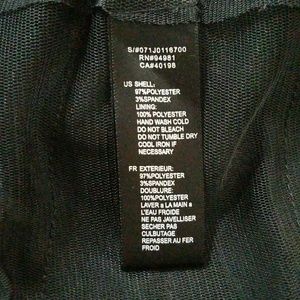 S/#071J0116700
RN#94981
CA#40198
US SHELL:
97%POLYESTER
3%SPANDEX
LINING:
100% POLYESTER
HAND WASH COLD
DO NOT BLEACH
DO NOT TUMBLE DRY
COOL IRON IF
NECESSARY
FR EXTERIEUR:
97%POLYESTER
3%SPANDEX
DOUBLURE:
100%POLYESTER
LAVER a LA MAIN a
L'EAU FROIDE
NE PAS JAVELLISER
SECHER PAS
CULBUTAGE
REPASSER AU FER
FROID